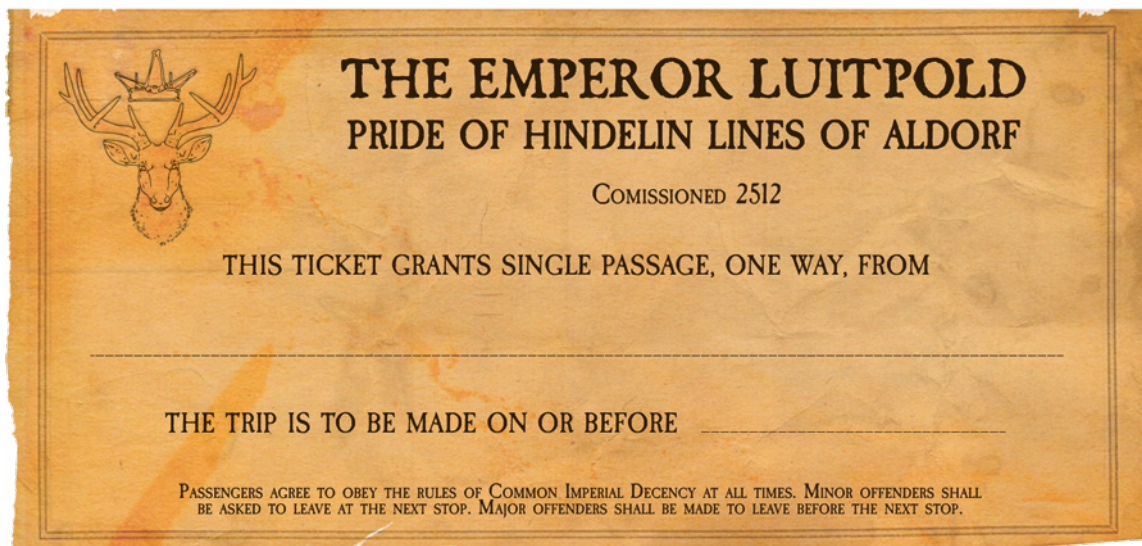 THE EMPEROR LUITPOLD
PRIDE OF HINDELIN LINES OF ALDORF
Comissioned 2512
THIS TICKET GRANTS SINGLE PASSAGE, ONE WAY, FROM
THE TRIP IS TO BE MADE ON OR BEFORE
Passengers agree to obey the rules of Common Imperial Decency at all times. Minor offenders shall
be asked to leave at the next stop. Major offenders shall be made to leave before the next stop.